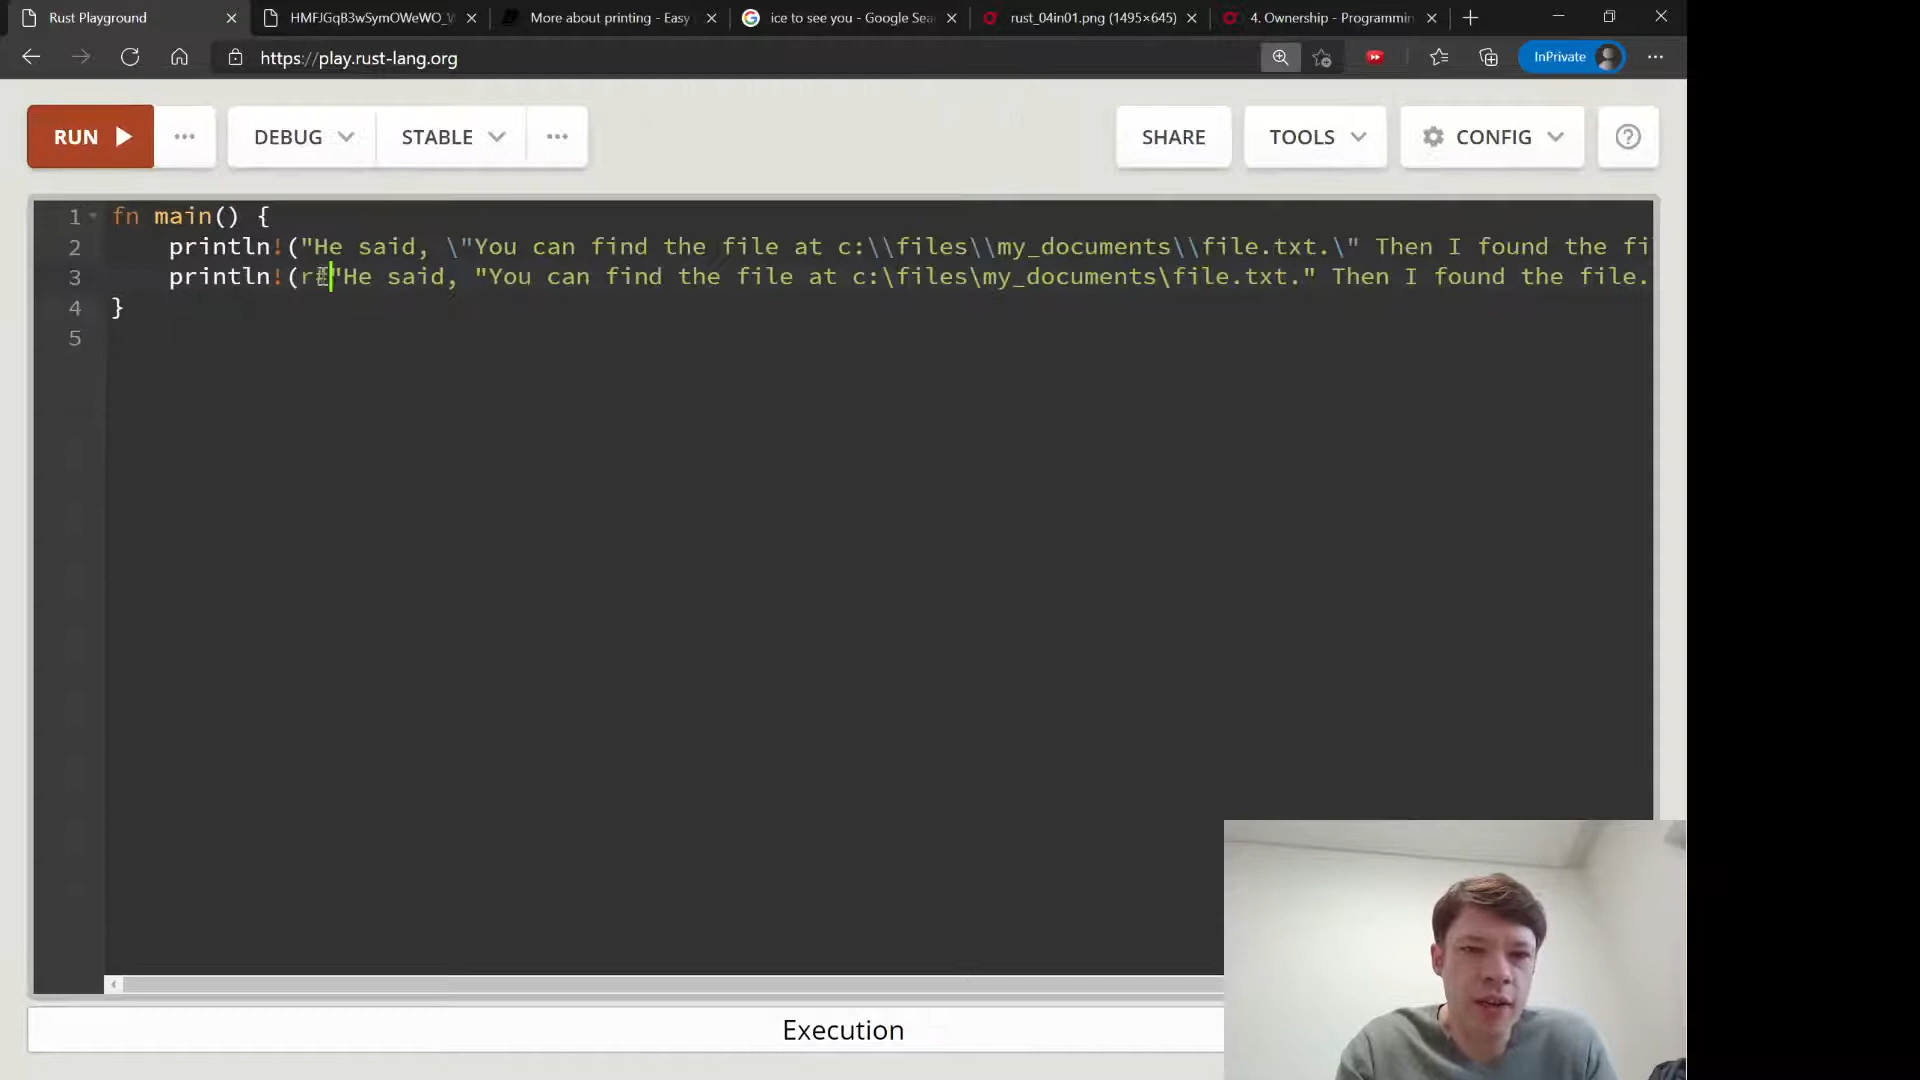 Rust Playground
HMFJGqB3wSymOWeWO_
More about printing - Easy
ice to see you - Google Sea
rust_04in01.png (1495×645)
4. Ownership - Programmin
https://play.rust-lang.org
InPrivate
RUN
DEBUG
STABLE
SHARE
TOOLS
CONFIG
1 fn main() {
2 println!("He said, \"You can find the file at c:\\files\\my_documents\\file.txt.\" Then I found the fi
3 println!(r#"He said, "You can find the file at c:\files\my_documents\file.txt." Then I found the file.
4 }
5
Execution